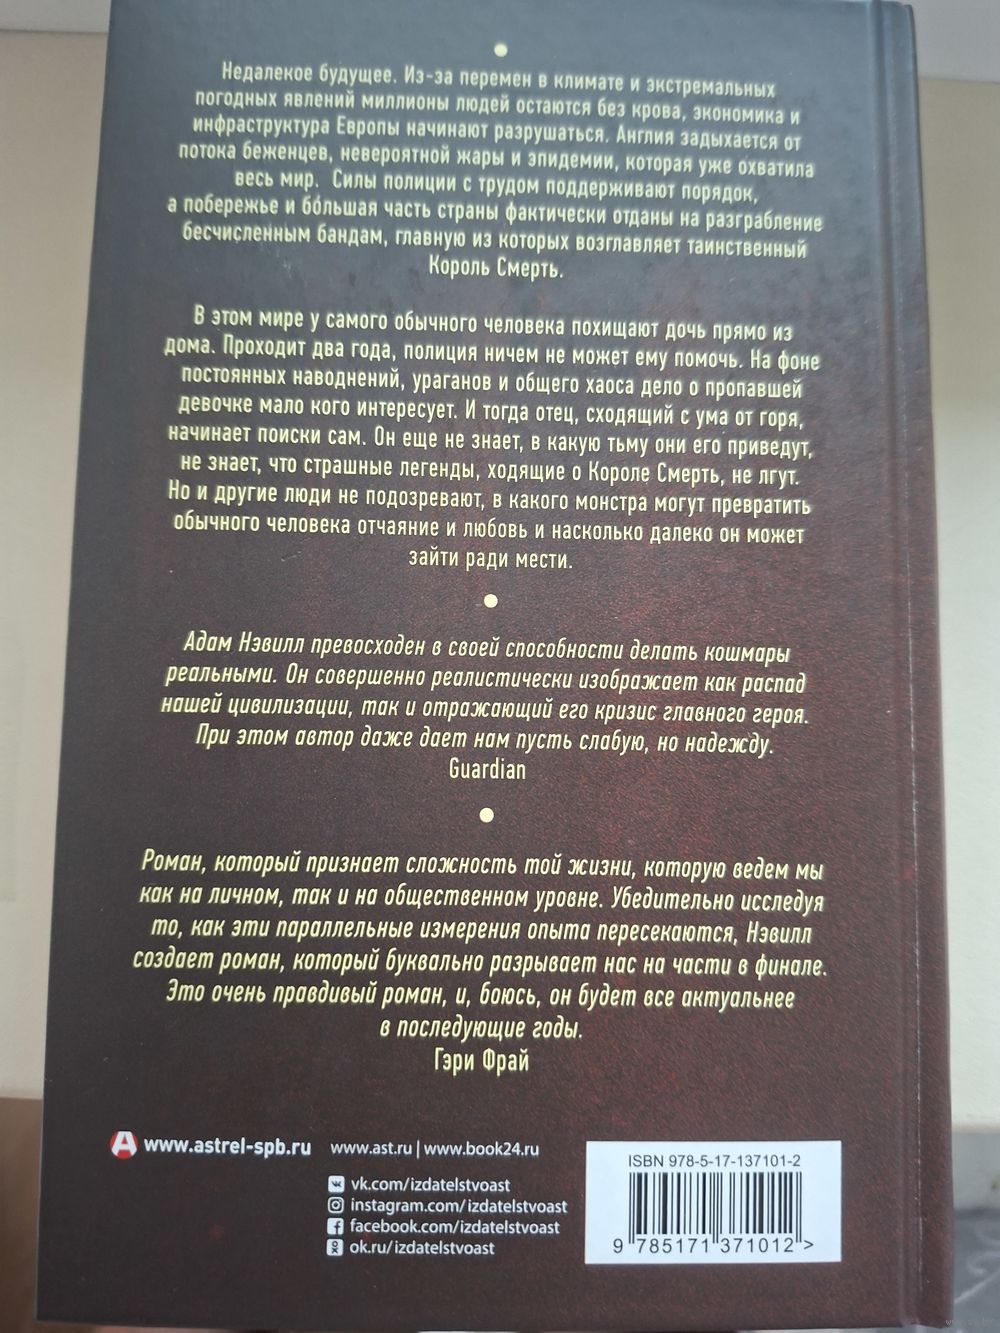 Недалекое будущее. Из-за перемен в климате и экстремальных
погодных явлений миллионы людей остаются без крова, экономика и
инфраструктура Европы начинают разрушаться. Англия задыхается от
потока беженцев, невероятной жары и эпидемии, которая уже охватила
весь мир. Силы полиции с трудом поддерживают порядок,
а побережье и бо́льшая часть страны фактически отданы на разграбление
бесчисленным бандам, главную из которых возглавляет таинственный
Король Смерть.
В этом мире у самого обычного человека похищают дочь прямо из
дома. Проходит два года, полиция ничем не может ему помочь. На фоне
постоянных наводнений, ураганов и общего хаоса дело о пропавшей
девочке мало кого интересует. И тогда отец, сходящий с ума от горя,
начинает поиски сам. Он еще не знает, в какую тьму они его приведут,
не знает, что страшные легенды, ходящие о Короле Смерть, не лгут.
Но и другие люди не подозревают, в какого монстра могут превратить
обычного человека отчаяние и любовь и насколько далеко он может
зайти ради мести.
Адам Нэвилл превосходен в своей способности делать кошмары
реальными. Он совершенно реалистически изображает как распад
нашей цивилизации, так и отражающий его кризис главного героя.
При этом автор даже дает нам пусть слабую, но надежду.
Guardian
Роман, который признает сложность той жизни, которую ведем мы
как на личном, так и на общественном уровне. Убедительно исследуя
то, как эти параллельные измерения опыта пересекаются, Нэвилл
создает роман, который буквально разрывает нас на части в финале.
Это очень правдивый роман, и, боюсь, он будет все актуальнее
в последующие годы.
Гэри Фрай
www.astrel-spb.ru www.ast.ru | www.book24.ru
vk.com/izdatelstvoast
instagram.com/izdatelstvoast
facebook.com/izdatelstvoast
ok.ru/izdatelstvoast
ISBN 978-5-17-137101-2
9 785171 371012 >